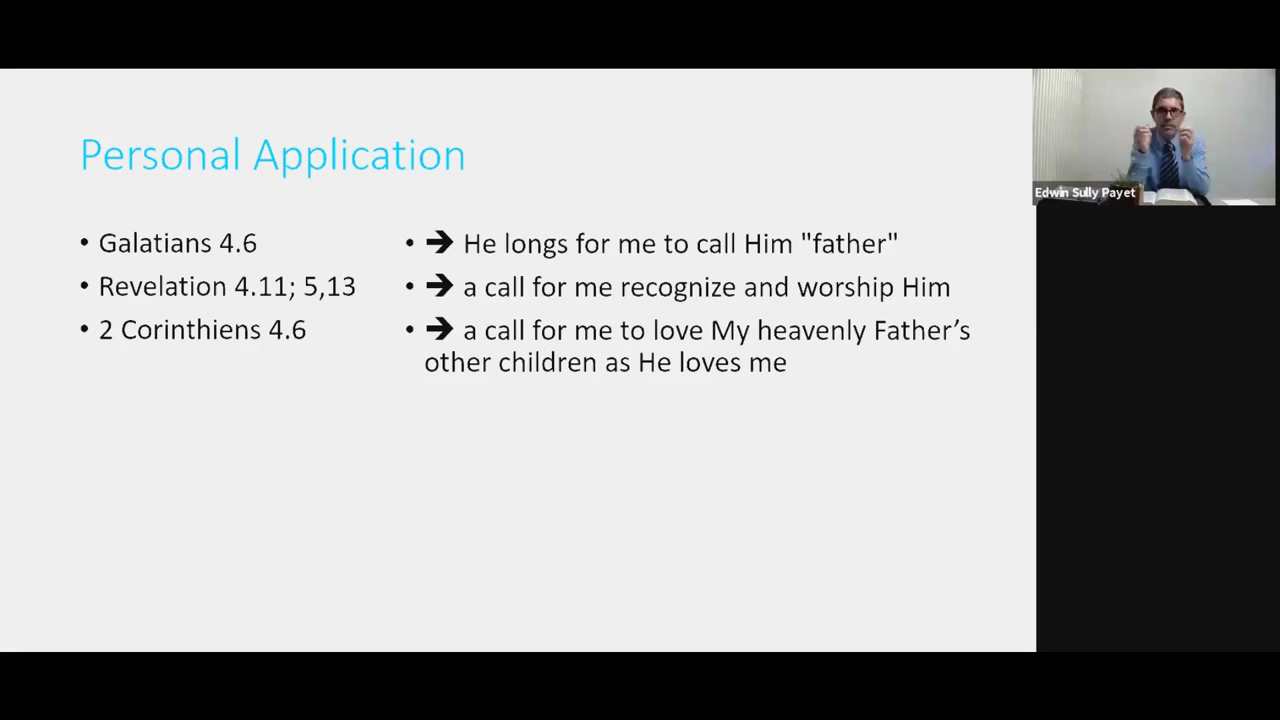 Personal Application
• Galatians 4.6
• Revelation 4.11; 5,13
• 2 Corinthiens 4.6
• ➔ He longs for me to call Him "father"
• ➔ a call for me recognize and worship Him
• ➔ a call for me to love My heavenly Father’s
other children as He loves me
Edwin Sully Payet